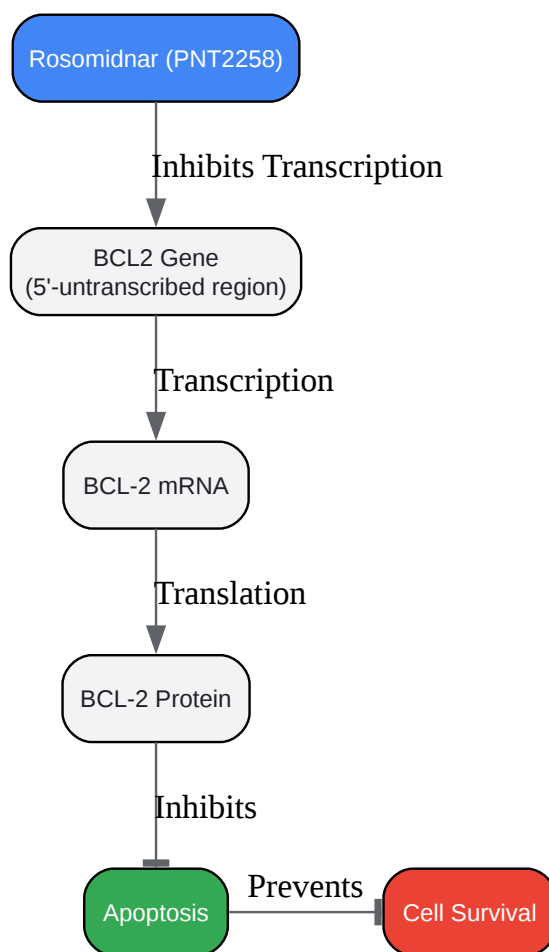 Rosomidnar (PNT2258)
Inhibits Transcription
BCL2 Gene
(5'-untranscribed region)
Transcription
BCL-2 mRNA
Translation
BCL-2 Protein
Inhibits
Apoptosis
Prevents
Cell Survival